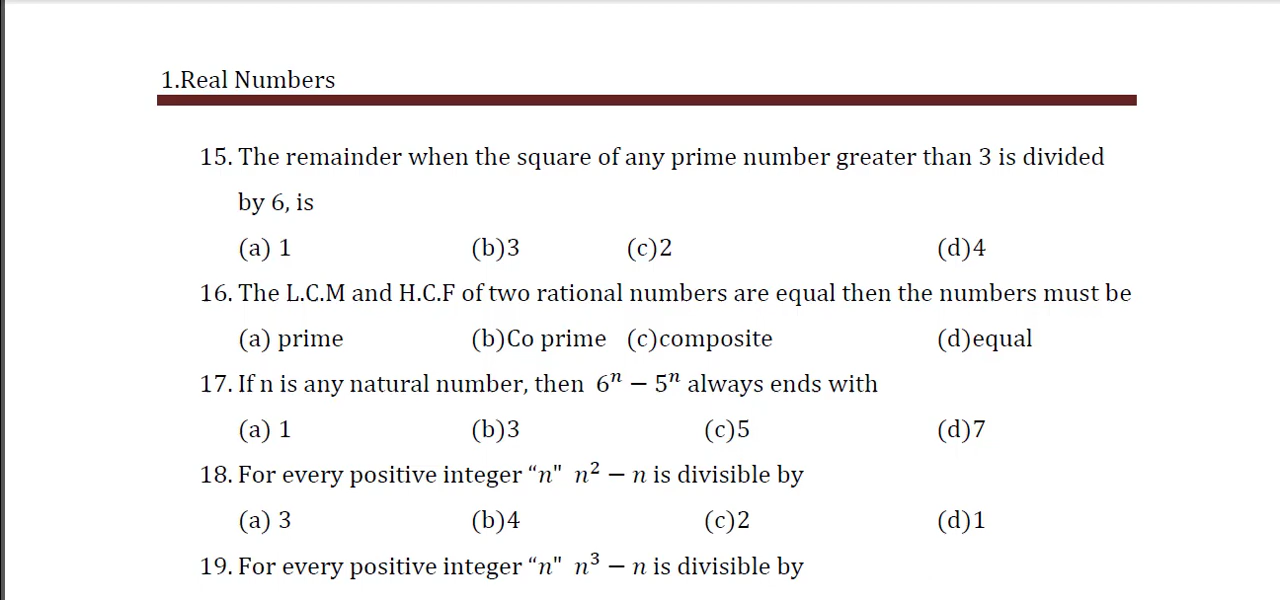 1.Real Numbers
15. The remainder when the square of any prime number greater than 3 is divided
by 6, is
(a) 1 (b)3 (c)2 (d)4
16. The L.C.M and H.C.F of two rational numbers are equal then the numbers must be
(a) prime (b)Co prime (c)composite (d)equal
17. If n is any natural number, then 6ⁿ − 5ⁿ always ends with
(a) 1 (b)3 (c)5 (d)7
18. For every positive integer “n" n² − n is divisible by
(a) 3 (b)4 (c)2 (d)1
19. For every positive integer “n" n³ − n is divisible by